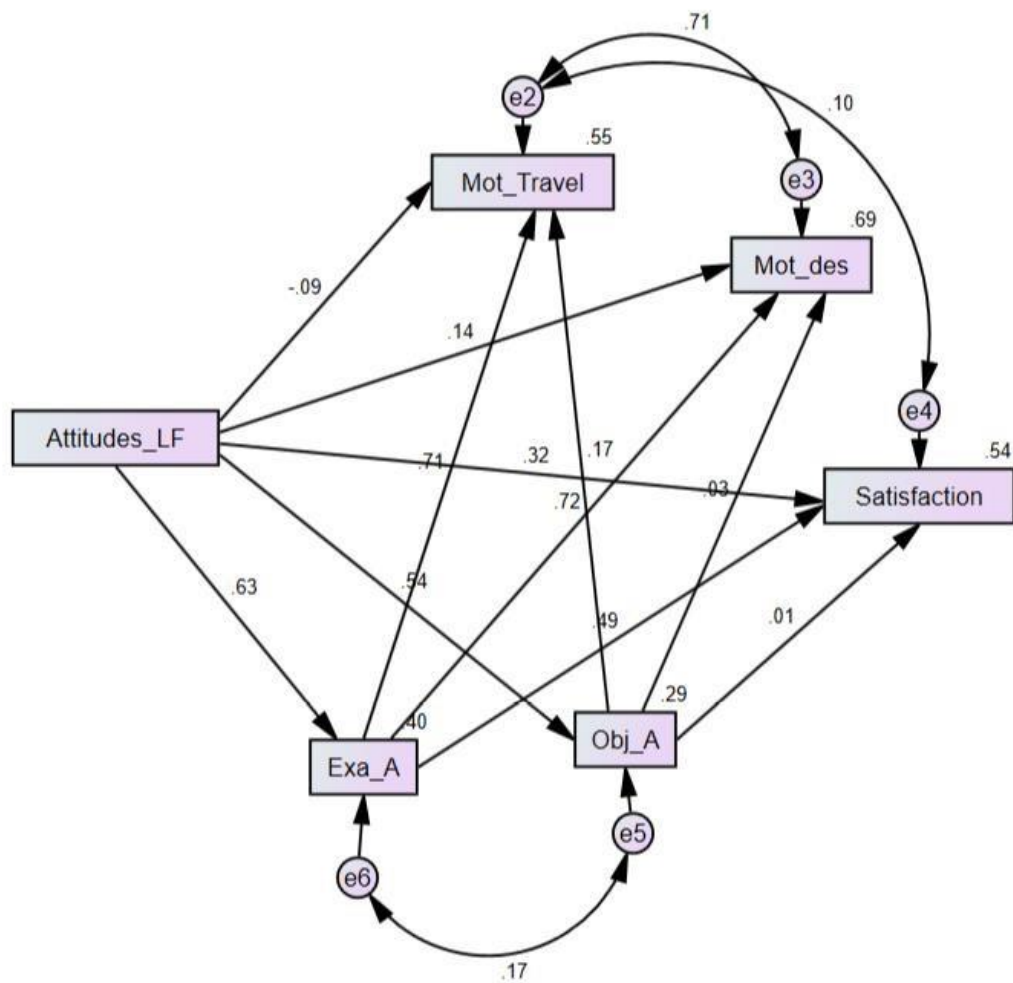 .71
e2
.10
.55
Mot_Travel
e3
.69
Mot_des
-.09
.14
e4
Attitudes_LF
.54
.71
.32
.17
.03
.72
Satisfaction
.63
.54
.49
.01
.40
.29
Exa_A
Obj_A
e5
e6
.17